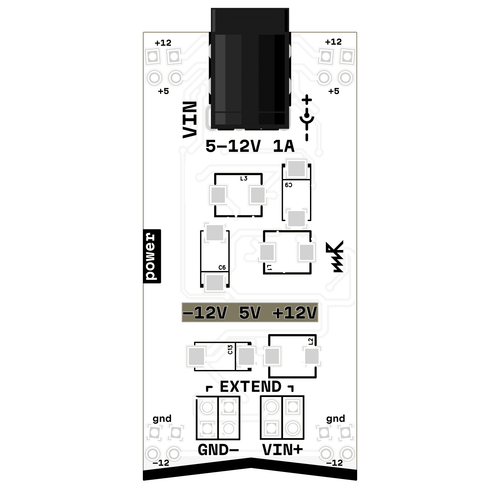 +12
+12
+5
+5
VIN
+
-
5-12V 1A
L3
C9
power
L1
C6
-12V 5V +12V
C13
L2
EXTEND
gnd
gnd
GND- VIN+
-12
-12